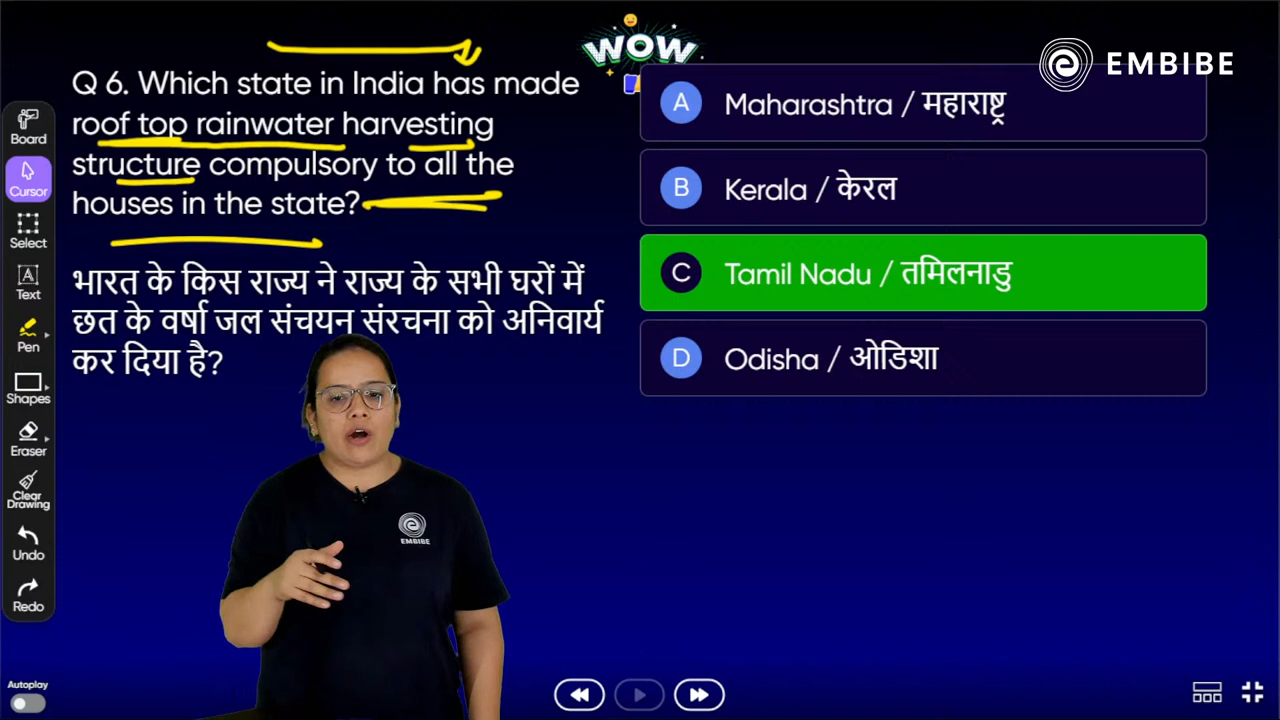 WOW
EMBIBE
Q 6. Which state in India has made
roof top rainwater harvesting
structure compulsory to all the
houses in the state?
भारत के किस राज्य ने राज्य के सभी घरों में
छत के वर्षा जल संचयन संरचना को अनिवार्य
कर दिया है?
A Maharashtra / महाराष्ट्र
B Kerala / केरल
C Tamil Nadu / तमिलनाडु
D Odisha / ओडिशा
Board
Cursor
Select
A
Text
Pen
Shapes
Eraser
Clear
Drawing
Undo
Redo
EMBIBE
Autoplay